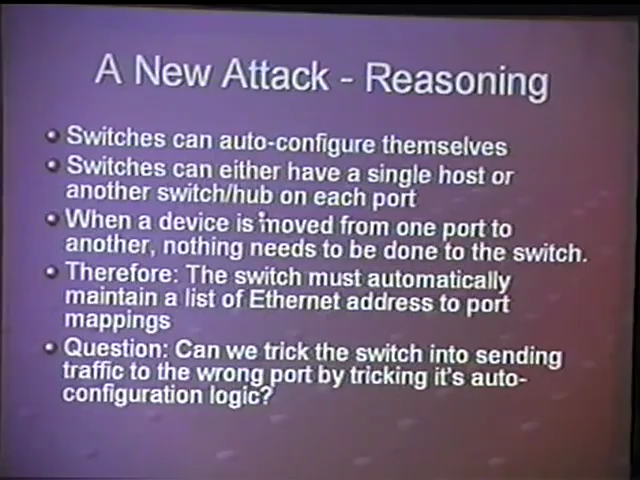 A New Attack - Reasoning
Switches can auto-configure themselves
Switches can either have a single host or
another switch/hub on each port
When a device is moved from one port to
another, nothing needs to be done to the switch.
Therefore: The switch must automatically
maintain a list of Ethernet address to port
mappings
Question: Can we trick the switch into sending
traffic to the wrong port by tricking it's auto-
configuration logic?